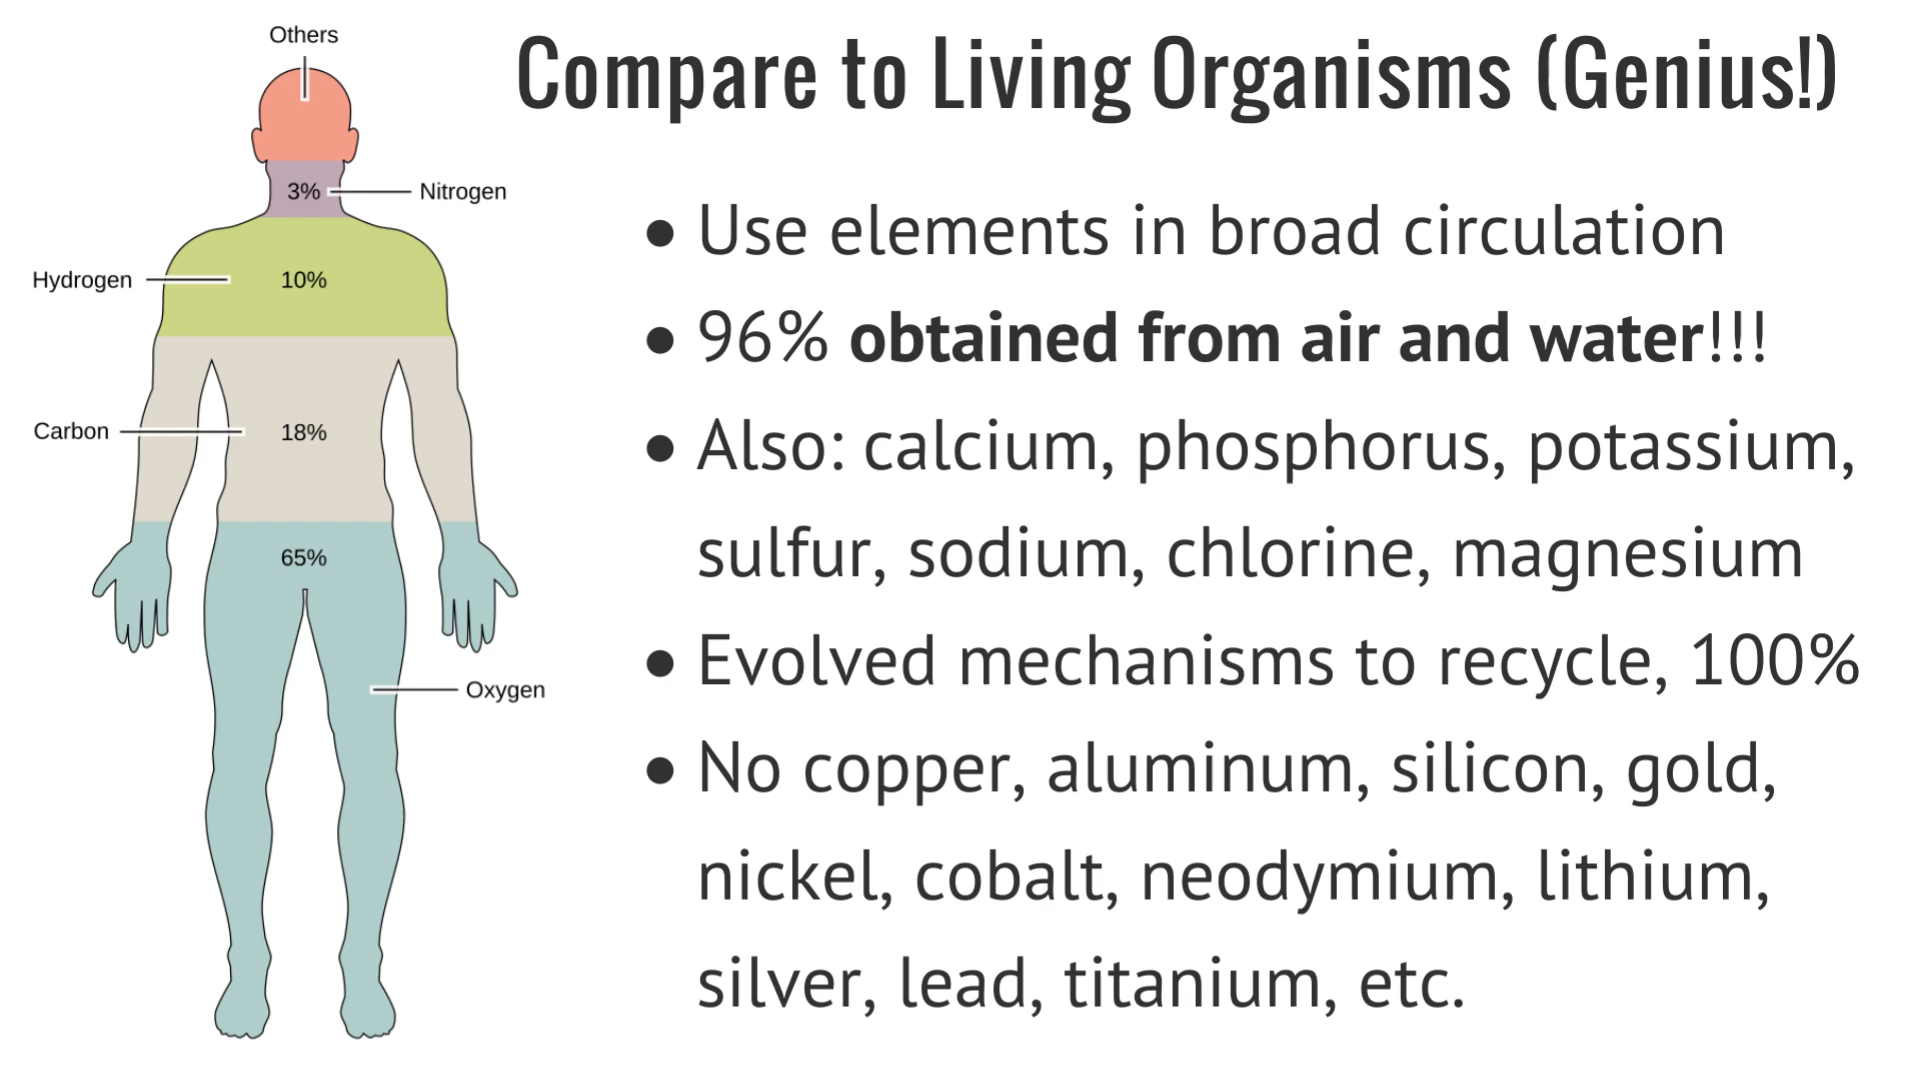 Others
Compare to Living Organisms (Genius!)
3%
Nitrogen
Hydrogen
10%
Carbon
18%
65%
Oxygen
● Use elements in broad circulation
● 96% obtained from air and water!!!
● Also: calcium, phosphorus, potassium,
sulfur, sodium, chlorine, magnesium
● Evolved mechanisms to recycle, 100%
● No copper, aluminum, silicon, gold,
nickel, cobalt, neodymium, lithium,
silver, lead, titanium, etc.